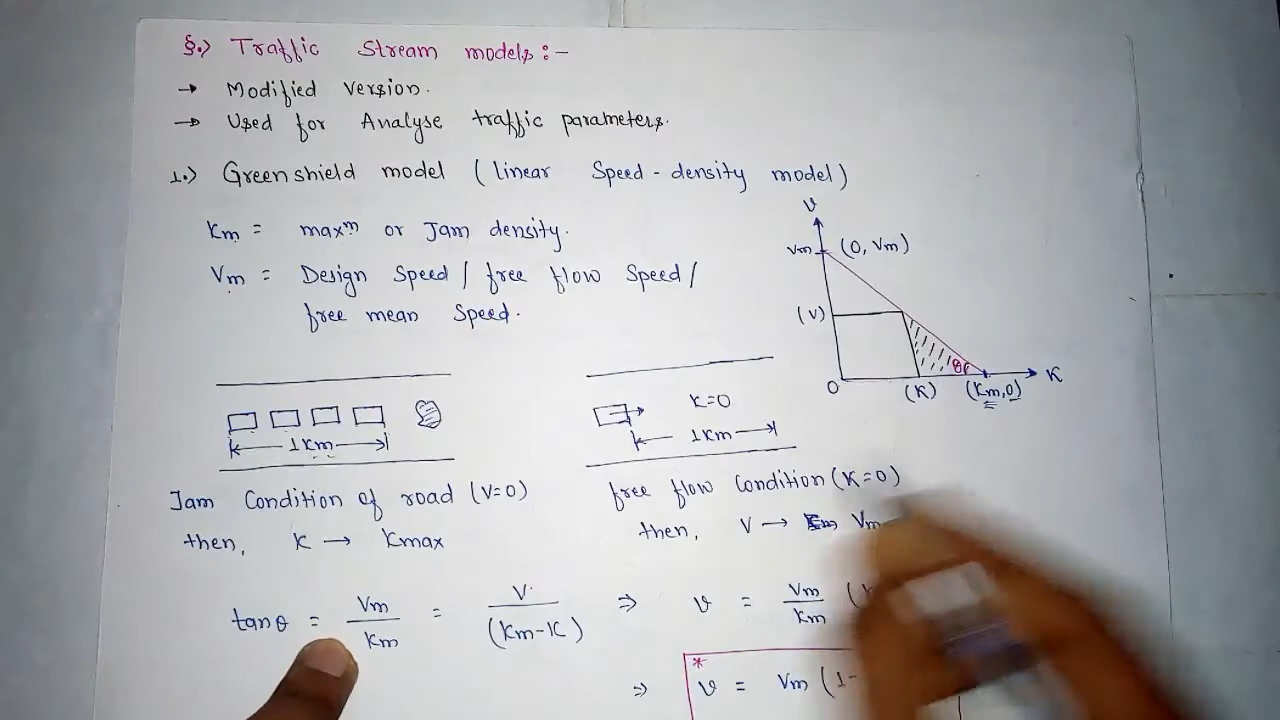 §.) Traffic Stream models :-
→ Modified version.
→ Used for Analyse traffic parameters.
1.) Greenshield model (linear Speed-density model)
Km = maxᵐ or Jam density.
Vm = Design Speed / free flow Speed /
free mean Speed.
V
Vm (0, Vm)
(V)
0 (K) (Km,0) K
θ
1Km
K=0
1Km
Jam Condition of road (V=0)
then, K → Kmax
free flow Condition (K=0)
then, V → Vm
tanθ = Vm/Km = V/(Km-K) ⇒ V = Vm/Km (
* ⇒ V = Vm (1-